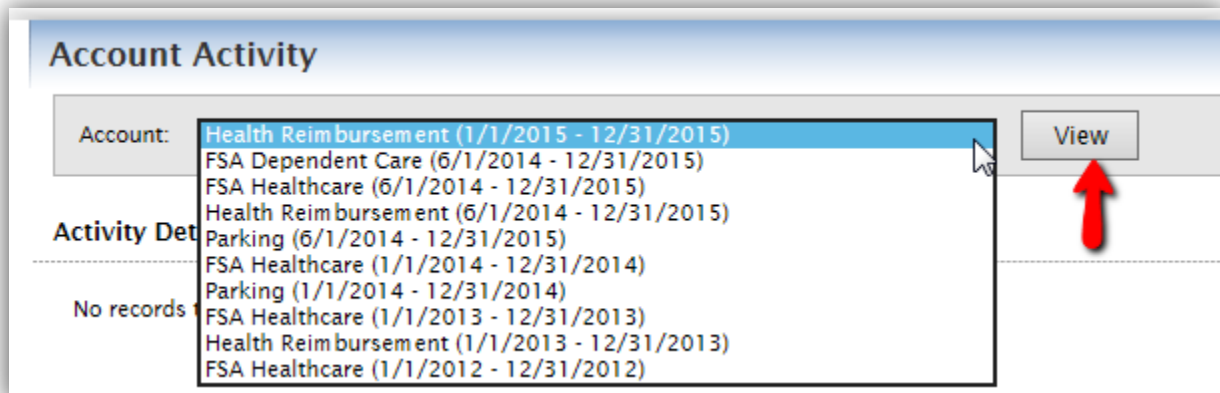 Account Activity
Account:
Health Reimbursement (1/1/2015 - 12/31/2015)
View
FSA Dependent Care (6/1/2014 - 12/31/2015)
FSA Healthcare (6/1/2014 - 12/31/2015)
Health Reimbursement (6/1/2014 - 12/31/2015)
Activity Det
Parking (6/1/2014 - 12/31/2015)
FSA Healthcare (1/1/2014 - 12/31/2014)
Parking (1/1/2014 - 12/31/2014)
No records
FSA Healthcare (1/1/2013 - 12/31/2013)
Health Reimbursement (1/1/2013 - 12/31/2013)
FSA Healthcare (1/1/2012 - 12/31/2012)